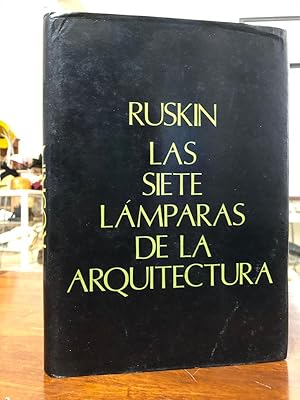 RUSKIN
LAS
SIETE
LÁMPARAS
DE LA
ARQUITECTURA